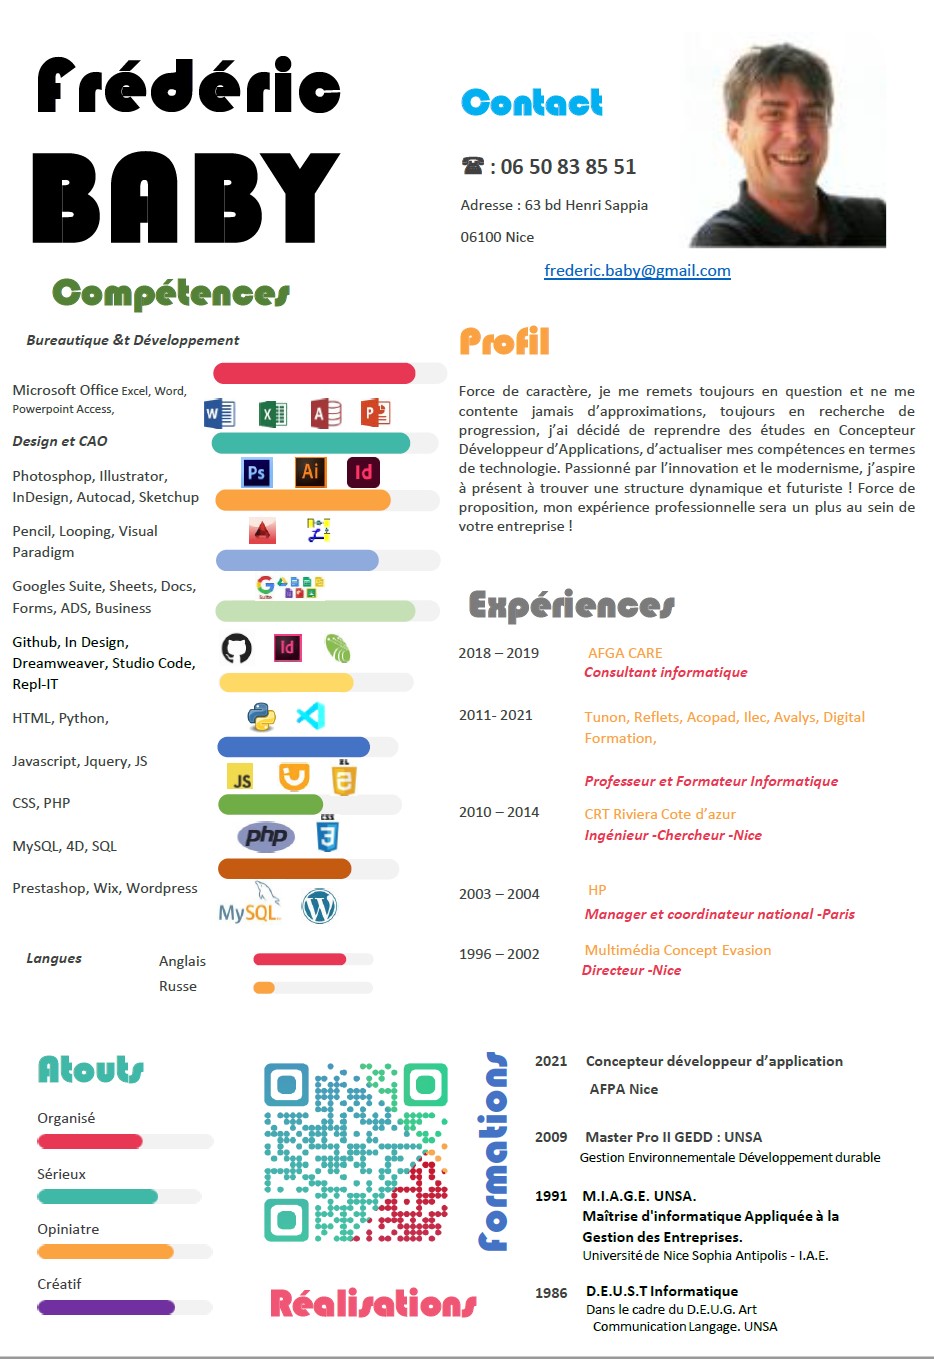 Frédéric
BABY
Contact
☎ : 06 50 83 85 51
Adresse : 63 bd Henri Sappia
06100 Nice
frederic.baby@gmail.com
Compétences
Bureautique &t Développement
Microsoft Office Excel, Word,
Powerpoint Access,
W X A P
Design et CAO
Ps Ai Id
Photosphop, Illustrator,
InDesign, Autocad, Sketchup
Pencil, Looping, Visual
Paradigm
Googles Suite, Sheets, Docs,
Forms, ADS, Business
G
Github, In Design,
Dreamweaver, Studio Code,
Repl-IT
Id
HTML, Python,
Javascript, Jquery, JS
JS
CSS, PHP
php CSS 3
MySQL, 4D, SQL
Prestashop, Wix, Wordpress
MySQL W
Langues
Anglais
Russe
Profil
Force de caractère, je me remets toujours en question et ne me
contente jamais d’approximations, toujours en recherche de
progression, j’ai décidé de reprendre des études en Concepteur
Développeur d’Applications, d’actualiser mes compétences en termes
de technologie. Passionné par l’innovation et le modernisme, j’aspire
à présent à trouver une structure dynamique et futuriste ! Force de
proposition, mon expérience professionnelle sera un plus au sein de
votre entreprise !
Expériences
2018 – 2019 AFGA CARE
Consultant informatique
2011- 2021 Tunon, Reflets, Acopad, Ilec, Avalys, Digital
Formation,
Professeur et Formateur Informatique
2010 – 2014 CRT Riviera Cote d’azur
Ingénieur -Chercheur -Nice
2003 – 2004 HP
Manager et coordinateur national -Paris
1996 – 2002 Multimédia Concept Evasion
Directeur -Nice
Atouts
Organisé
Sérieux
Opiniatre
Créatif
Réalisations
Formations
2021 Concepteur développeur d’application
AFPA Nice
2009 Master Pro II GEDD : UNSA
Gestion Environnementale Développement durable
1991 M.I.A.G.E. UNSA.
Maîtrise d'informatique Appliquée à la
Gestion des Entreprises.
Université de Nice Sophia Antipolis - I.A.E.
1986 D.E.U.S.T Informatique
Dans le cadre du D.E.U.G. Art
Communication Langage. UNSA